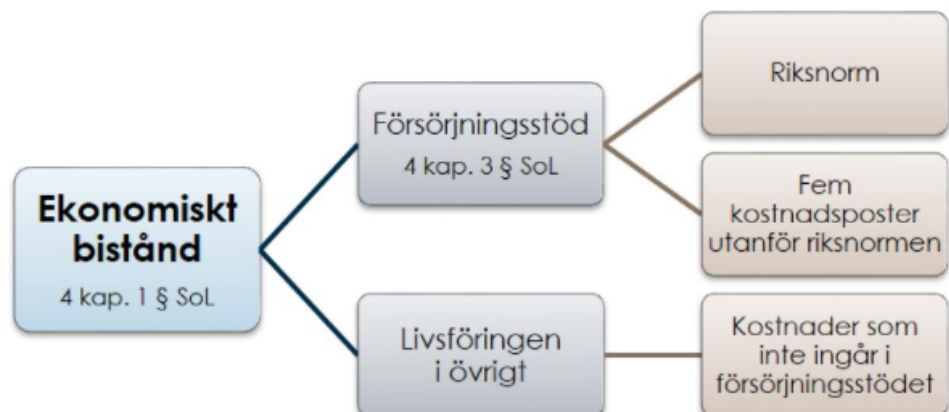 Ekonomiskt
bistånd
4 kap. 1 § SoL
Försörjningsstöd
4 kap. 3 § SoL
Livsföringen
i övrigt
Riksnorm
Fem
kostnadsposter
utanför riksnormen
Kostnader som
inte ingår i
försörjningsstödet